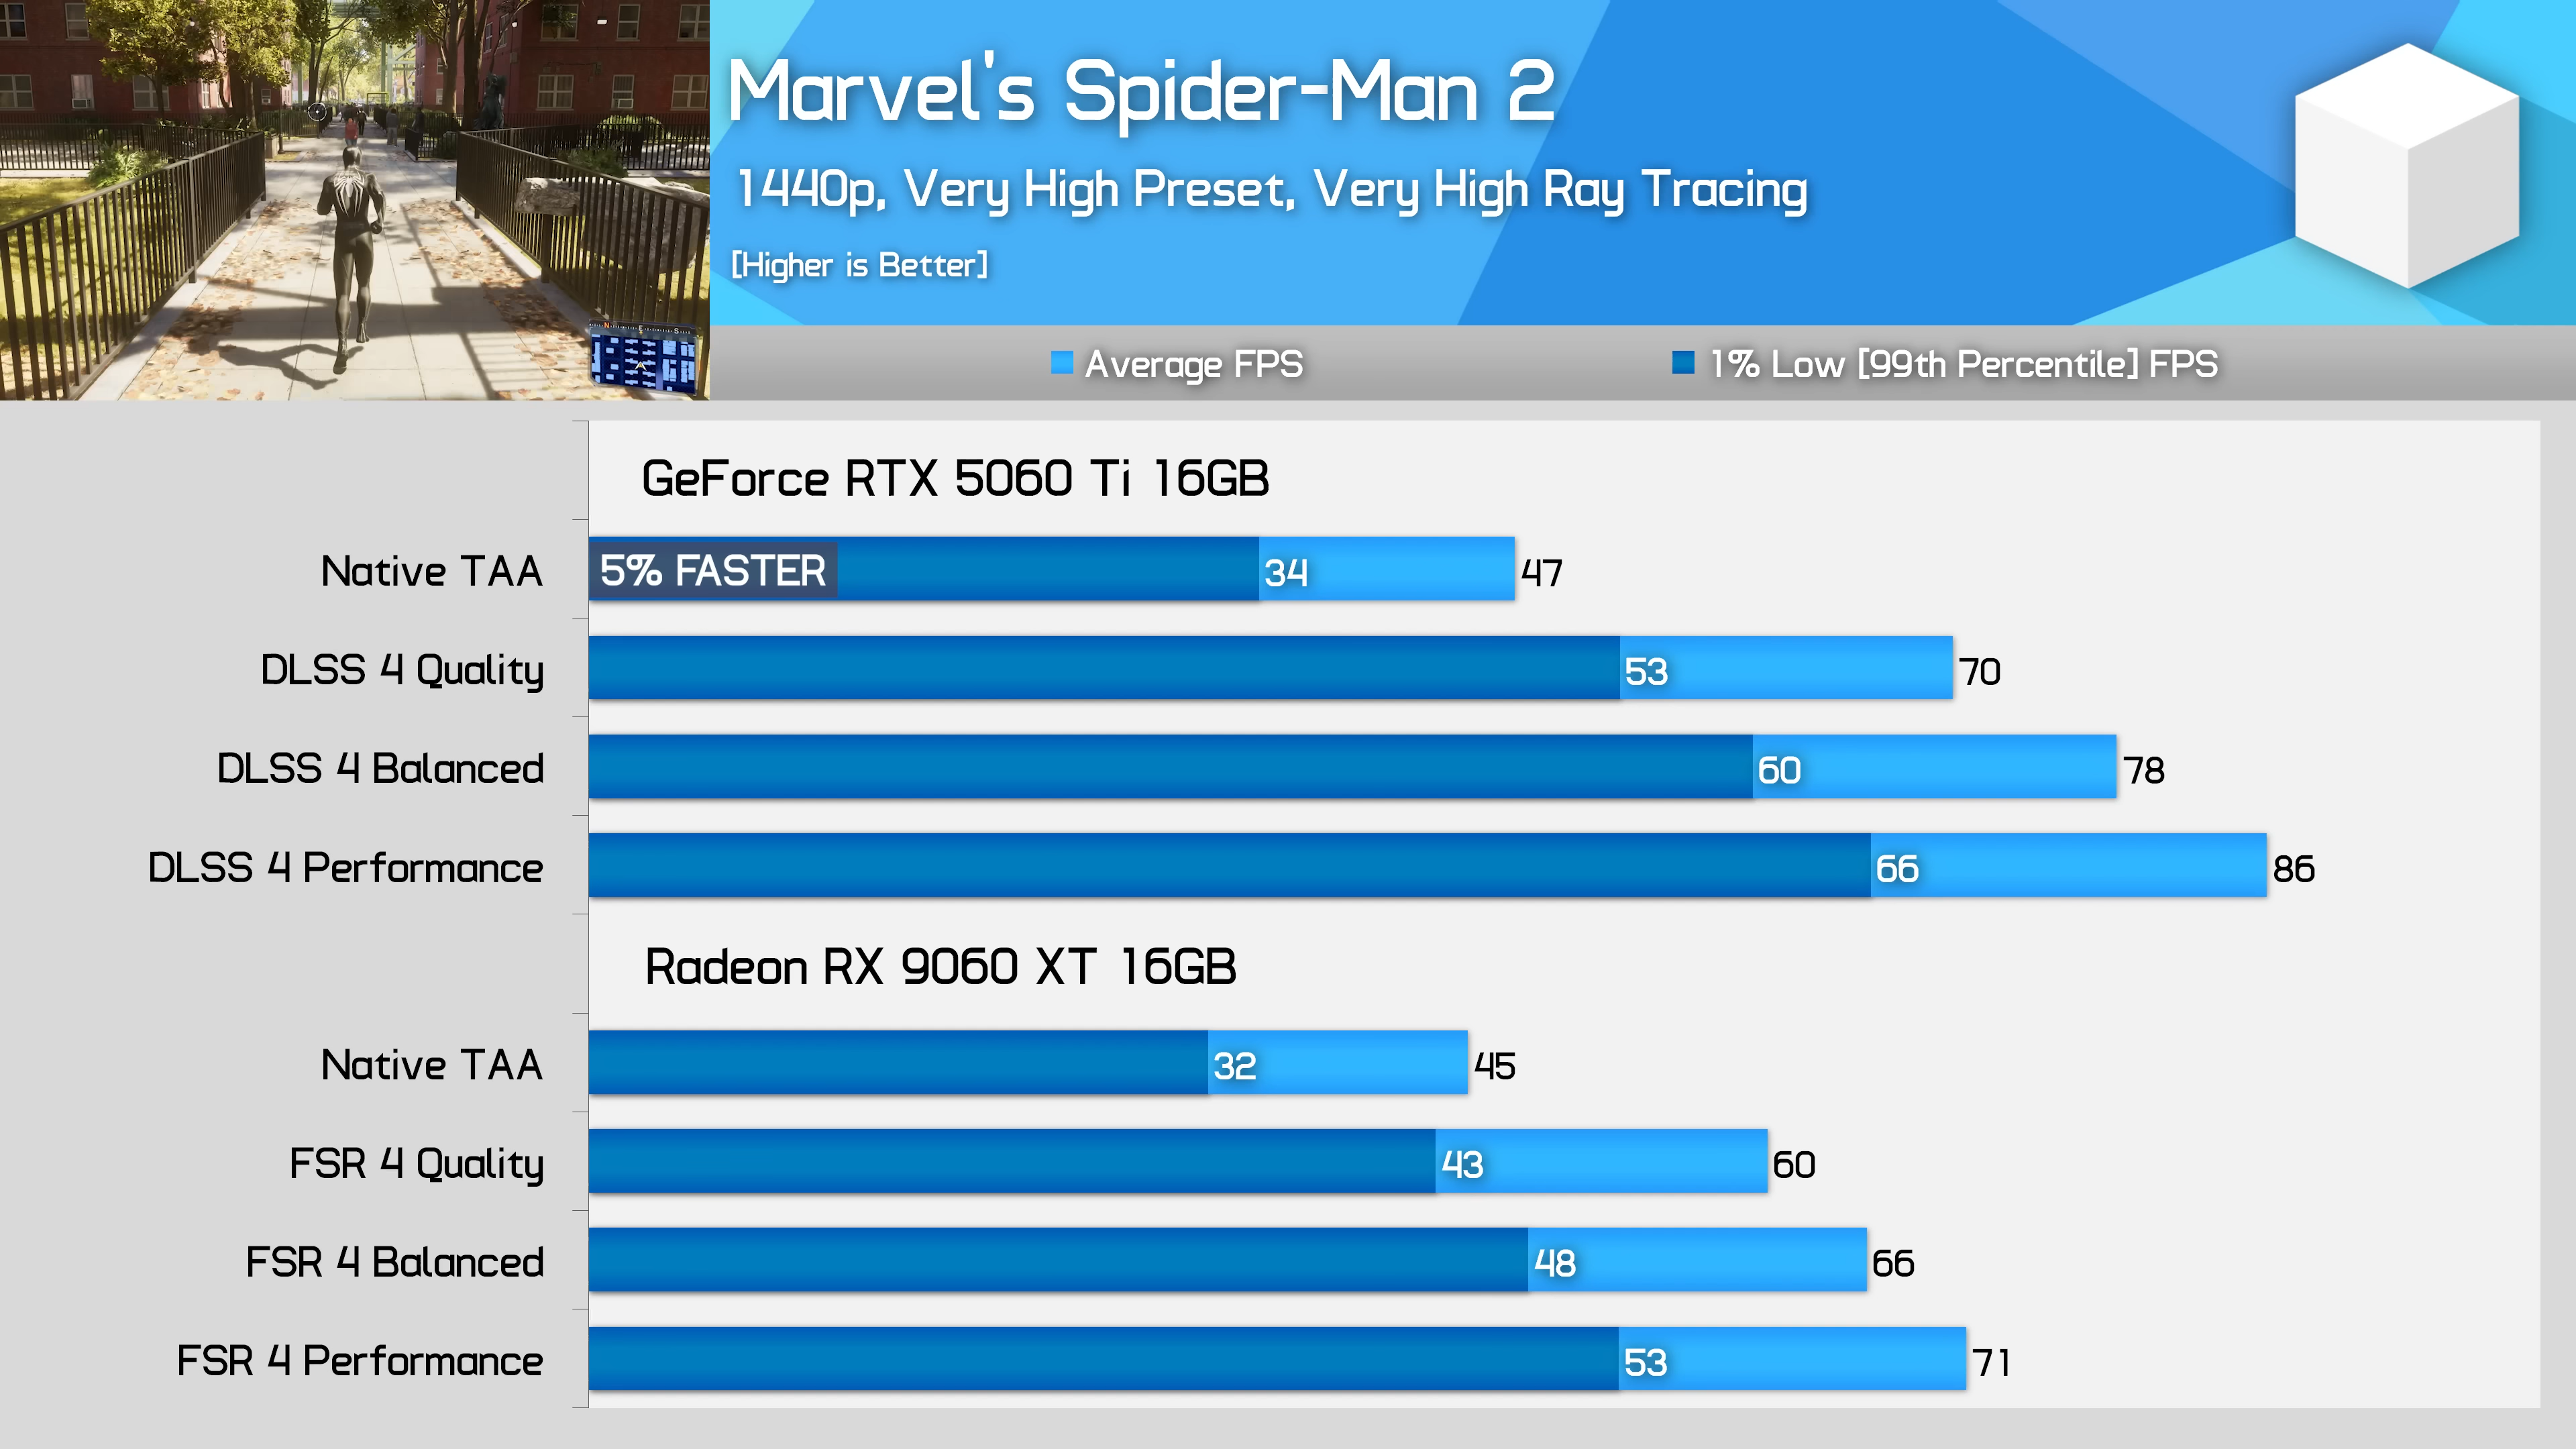 Marvel's Spider-Man 2
1440p, Very High Preset, Very High Ray Tracing
[Higher is Better]
Average FPS
1% Low [99th Percentile] FPS
N E S
GeForce RTX 5060 Ti 16GB
Native TAA 5% FASTER 34 47
DLSS 4 Quality 53 70
DLSS 4 Balanced 60 78
DLSS 4 Performance 66 86
Radeon RX 9060 XT 16GB
Native TAA 32 45
FSR 4 Quality 43 60
FSR 4 Balanced 48 66
FSR 4 Performance 53 71